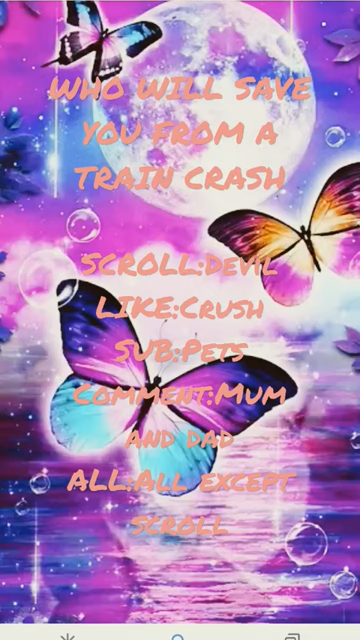 WHO WILL SAVE
YOU FROM A
TRAIN CRASH
SCROLL:DEVIL
LIKE:CRUSH
SUB:PETS
COMMENT:MUM
AND DAD
ALL:ALL EXCEPT
SCROLL